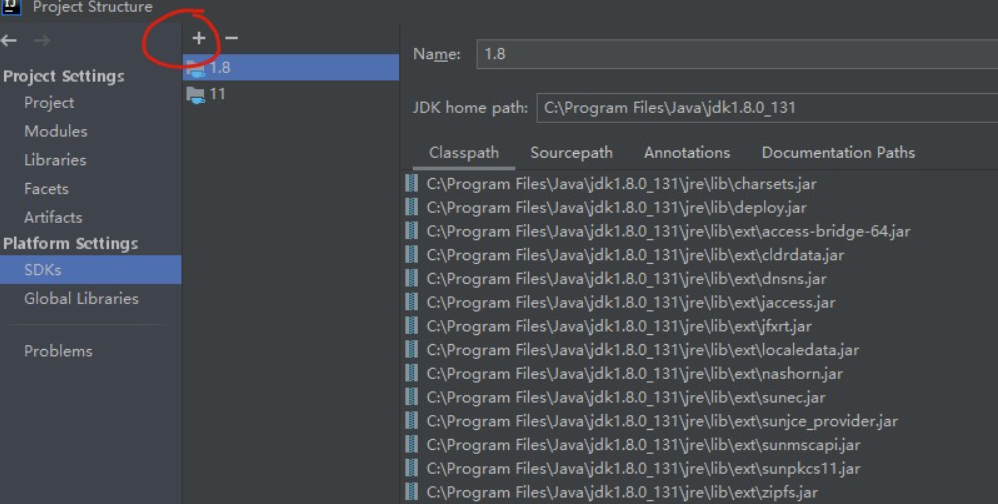 IJ Project Structure
Project Settings
Project
Modules
Libraries
Facets
Artifacts
Platform Settings
SDKs
Global Libraries
Problems
1.8
11
Name: 1.8
JDK home path: C:\Program Files\Java\jdk1.8.0_131
Classpath Sourcepath Annotations Documentation Paths
C:\Program Files\Java\jdk1.8.0_131\jre\lib\charsets.jar
C:\Program Files\Java\jdk1.8.0_131\jre\lib\deploy.jar
C:\Program Files\Java\jdk1.8.0_131\jre\lib\ext\access-bridge-64.jar
C:\Program Files\Java\jdk1.8.0_131\jre\lib\ext\cldrdata.jar
C:\Program Files\Java\jdk1.8.0_131\jre\lib\ext\dnsns.jar
C:\Program Files\Java\jdk1.8.0_131\jre\lib\ext\jaccess.jar
C:\Program Files\Java\jdk1.8.0_131\jre\lib\ext\jfxrt.jar
C:\Program Files\Java\jdk1.8.0_131\jre\lib\ext\localedata.jar
C:\Program Files\Java\jdk1.8.0_131\jre\lib\ext\nashorn.jar
C:\Program Files\Java\jdk1.8.0_131\jre\lib\ext\sunec.jar
C:\Program Files\Java\jdk1.8.0_131\jre\lib\ext\sunjce_provider.jar
C:\Program Files\Java\jdk1.8.0_131\jre\lib\ext\sunmscapi.jar
C:\Program Files\Java\jdk1.8.0_131\jre\lib\ext\sunpkcs11.jar
C:\Program Files\Java\jdk1.8.0_131\jre\lib\ext\zipfs.jar